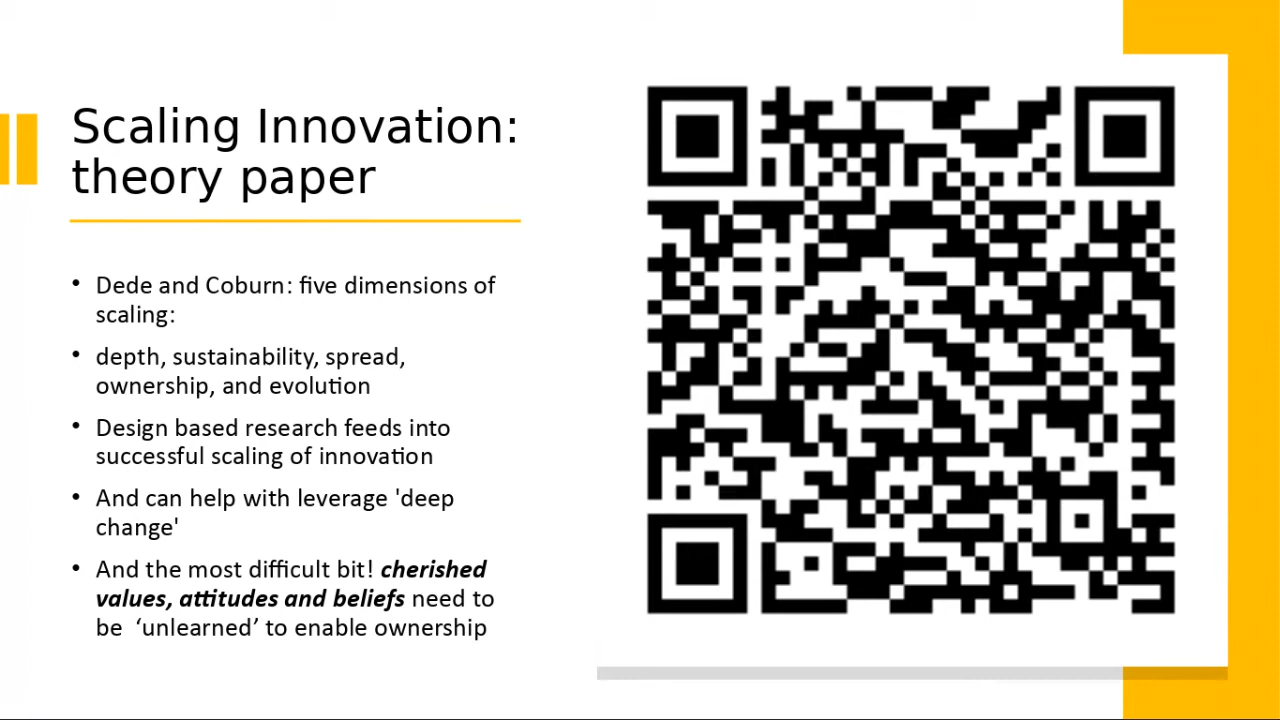 Scaling Innovation:
theory paper
• Dede and Coburn: five dimensions of
scaling:
• depth, sustainability, spread,
ownership, and evolution
• Design based research feeds into
successful scaling of innovation
• And can help with leverage 'deep
change'
• And the most difficult bit! cherished
values, attitudes and beliefs need to
be  ‘unlearned’ to enable ownership